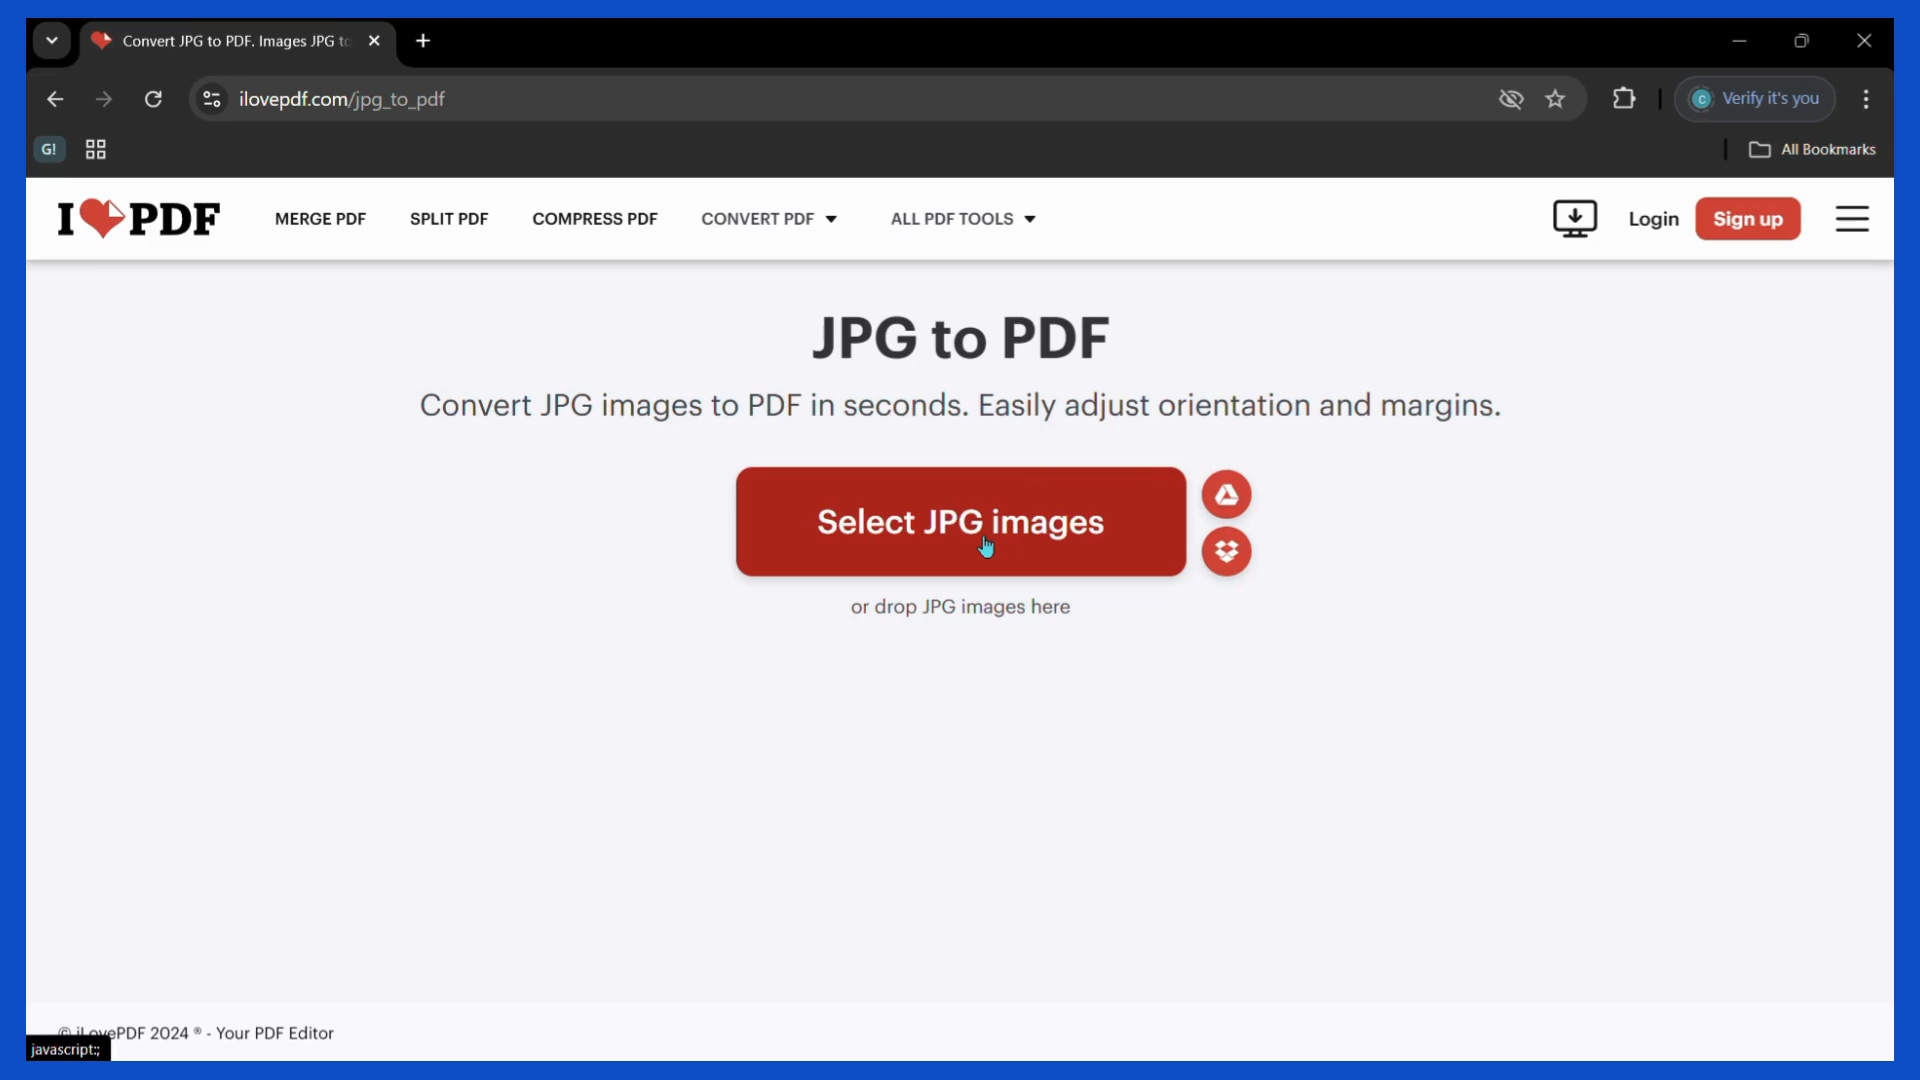 Convert JPG to PDF. Images JPG to
ilovepdf.com/jpg_to_pdf
C
Verify it's you
G!
All Bookmarks
I PDF
MERGE PDF
SPLIT PDF
COMPRESS PDF
CONVERT PDF
ALL PDF TOOLS
Login
Sign up
JPG to PDF
Convert JPG images to PDF in seconds. Easily adjust orientation and margins.
Select JPG images
or drop JPG images here
© iLovePDF 2024 ® - Your PDF Editor
javascript:;